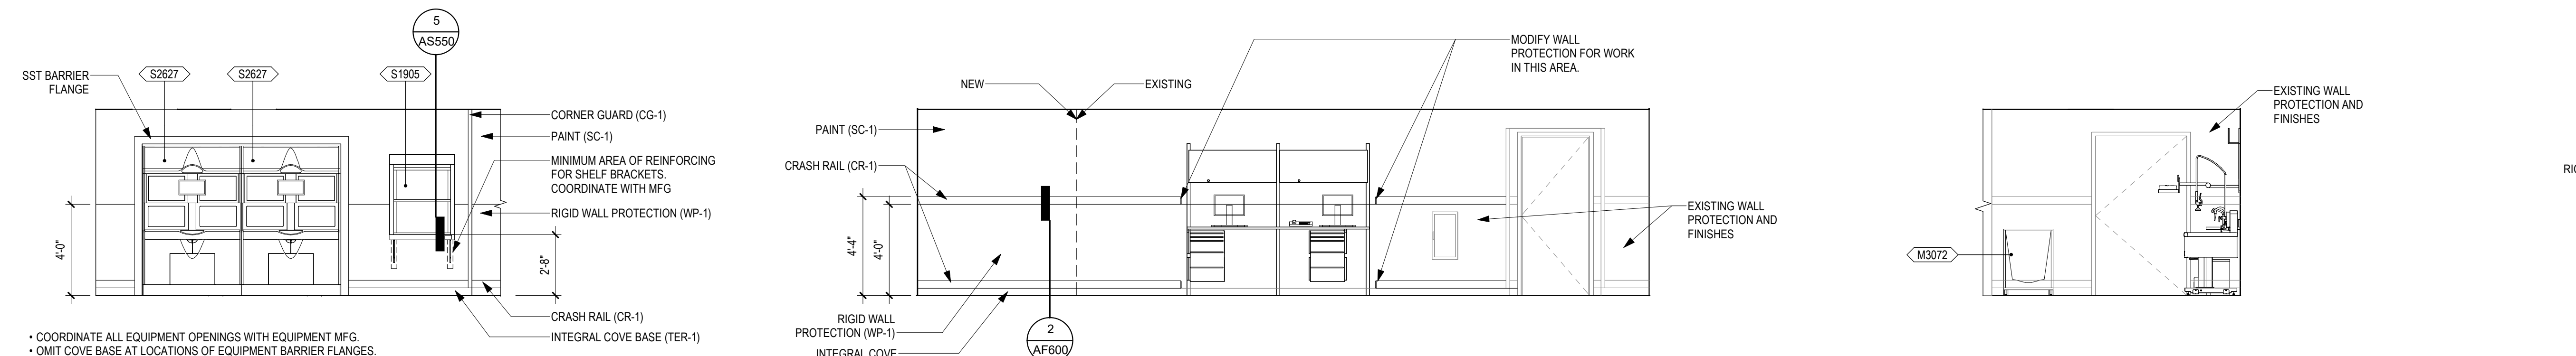 5
AS550
SST BARRIER
FLANGE
S2627
S2627
S1905
CORNER GUARD (CG-1)
PAINT (SC-1)
MINIMUM AREA OF REINFORCING
FOR SHELF BRACKETS.
COORDINATE WITH MFG
RIGID WALL PROTECTION (WP-1)
4'-0"
2'-8"
CRASH RAIL (CR-1)
INTEGRAL COVE BASE (TER-1)
• COORDINATE ALL EQUIPMENT OPENINGS WITH EQUIPMENT MFG.
• OMIT COVE BASE AT LOCATIONS OF EQUIPMENT BARRIER FLANGES.
NEW
EXISTING
MODIFY WALL
PROTECTION FOR WORK
IN THIS AREA.
PAINT (SC-1)
CRASH RAIL (CR-1)
4'-4"
4'-0"
EXISTING WALL
PROTECTION AND
FINISHES
RIGID WALL
PROTECTION (WP-1)
INTEGRAL COVE
2
AF600
EXISTING WALL
PROTECTION AND
FINISHES
M3072